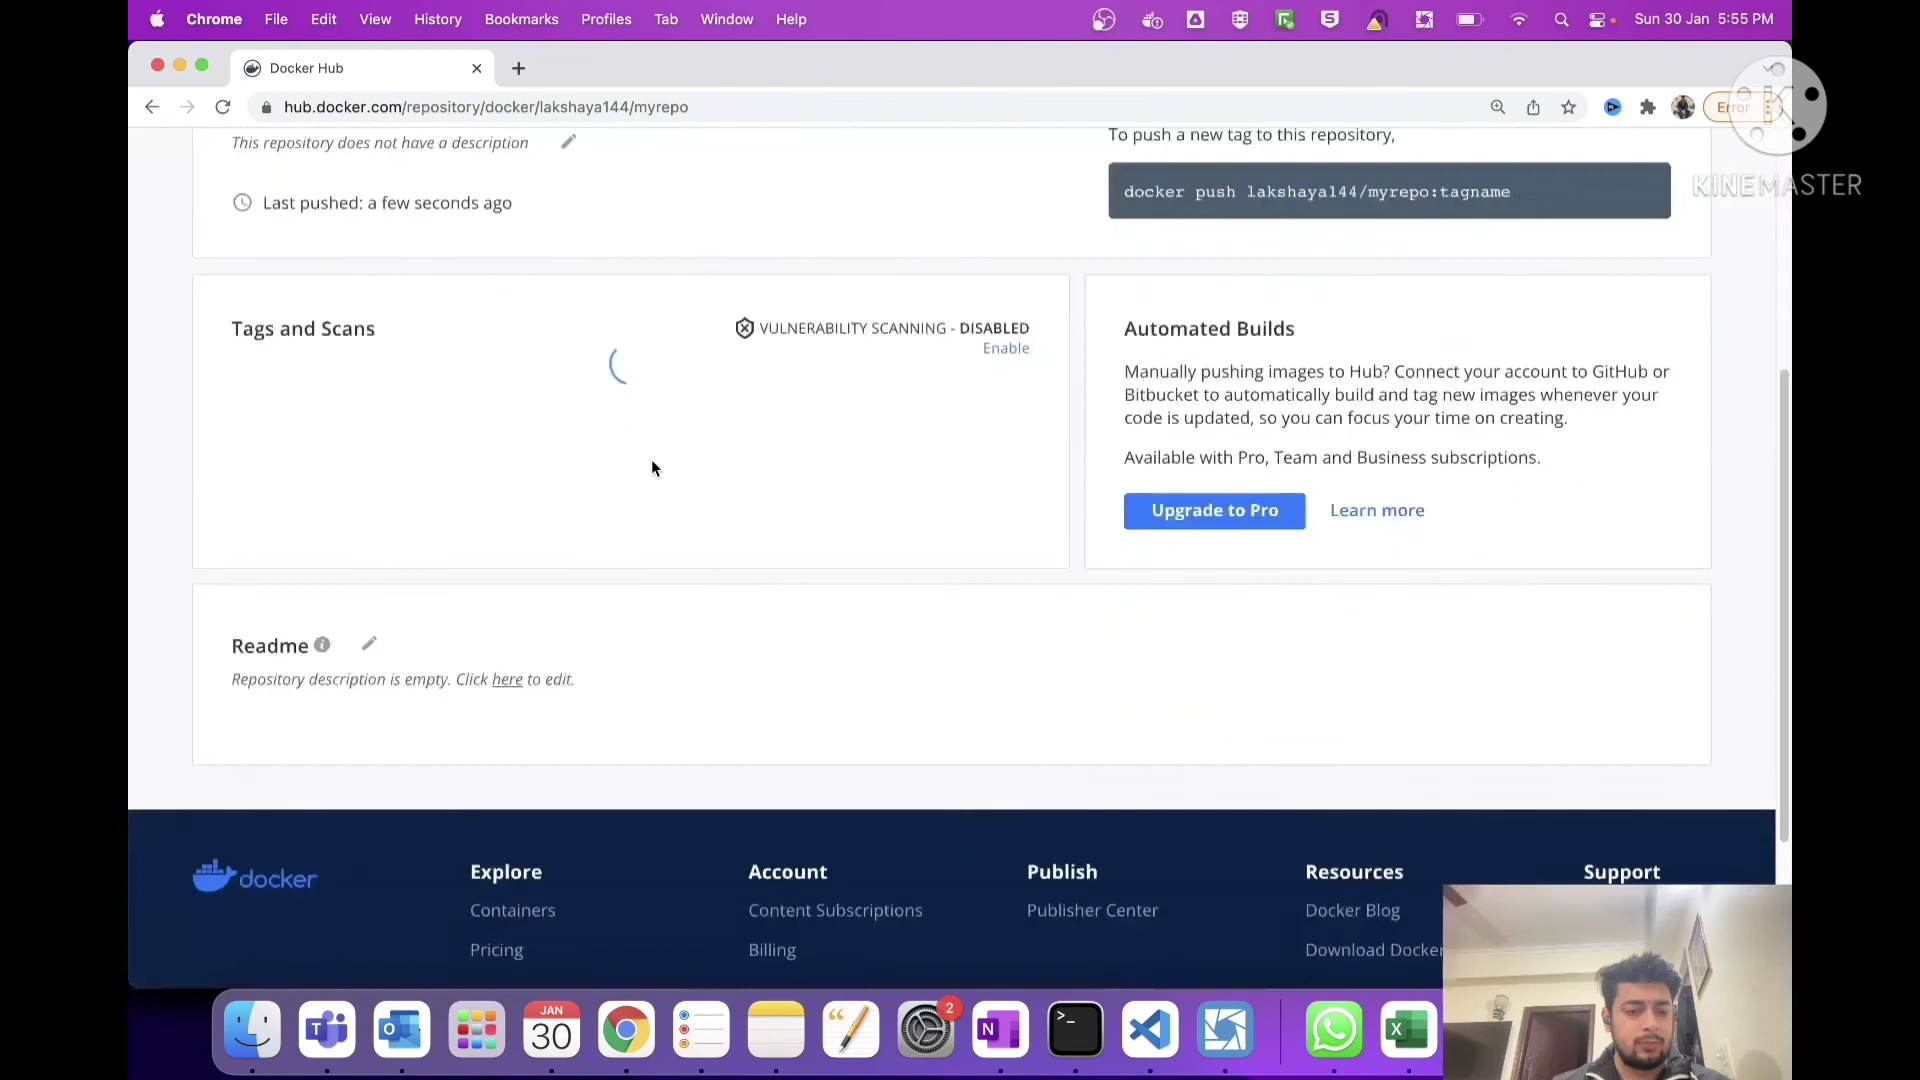 Chrome File Edit View History Bookmarks Profiles Tab Window Help Sun 30 Jan 5:55 PM
Docker Hub
hub.docker.com/repository/docker/lakshaya144/myrepo
Error
KINEMASTER
This repository does not have a description
To push a new tag to this repository,
Last pushed: a few seconds ago
docker push lakshaya144/myrepo:tagname
Tags and Scans
VULNERABILITY SCANNING - DISABLED
Enable
Automated Builds
Manually pushing images to Hub? Connect your account to GitHub or
Bitbucket to automatically build and tag new images whenever your
code is updated, so you can focus your time on creating.
Available with Pro, Team and Business subscriptions.
Upgrade to Pro Learn more
Readme
Repository description is empty. Click here to edit.
docker
Explore Account Publish Resources Support
Containers Content Subscriptions Publisher Center Docker Blog
Pricing Billing Download Docker
JAN
30
2